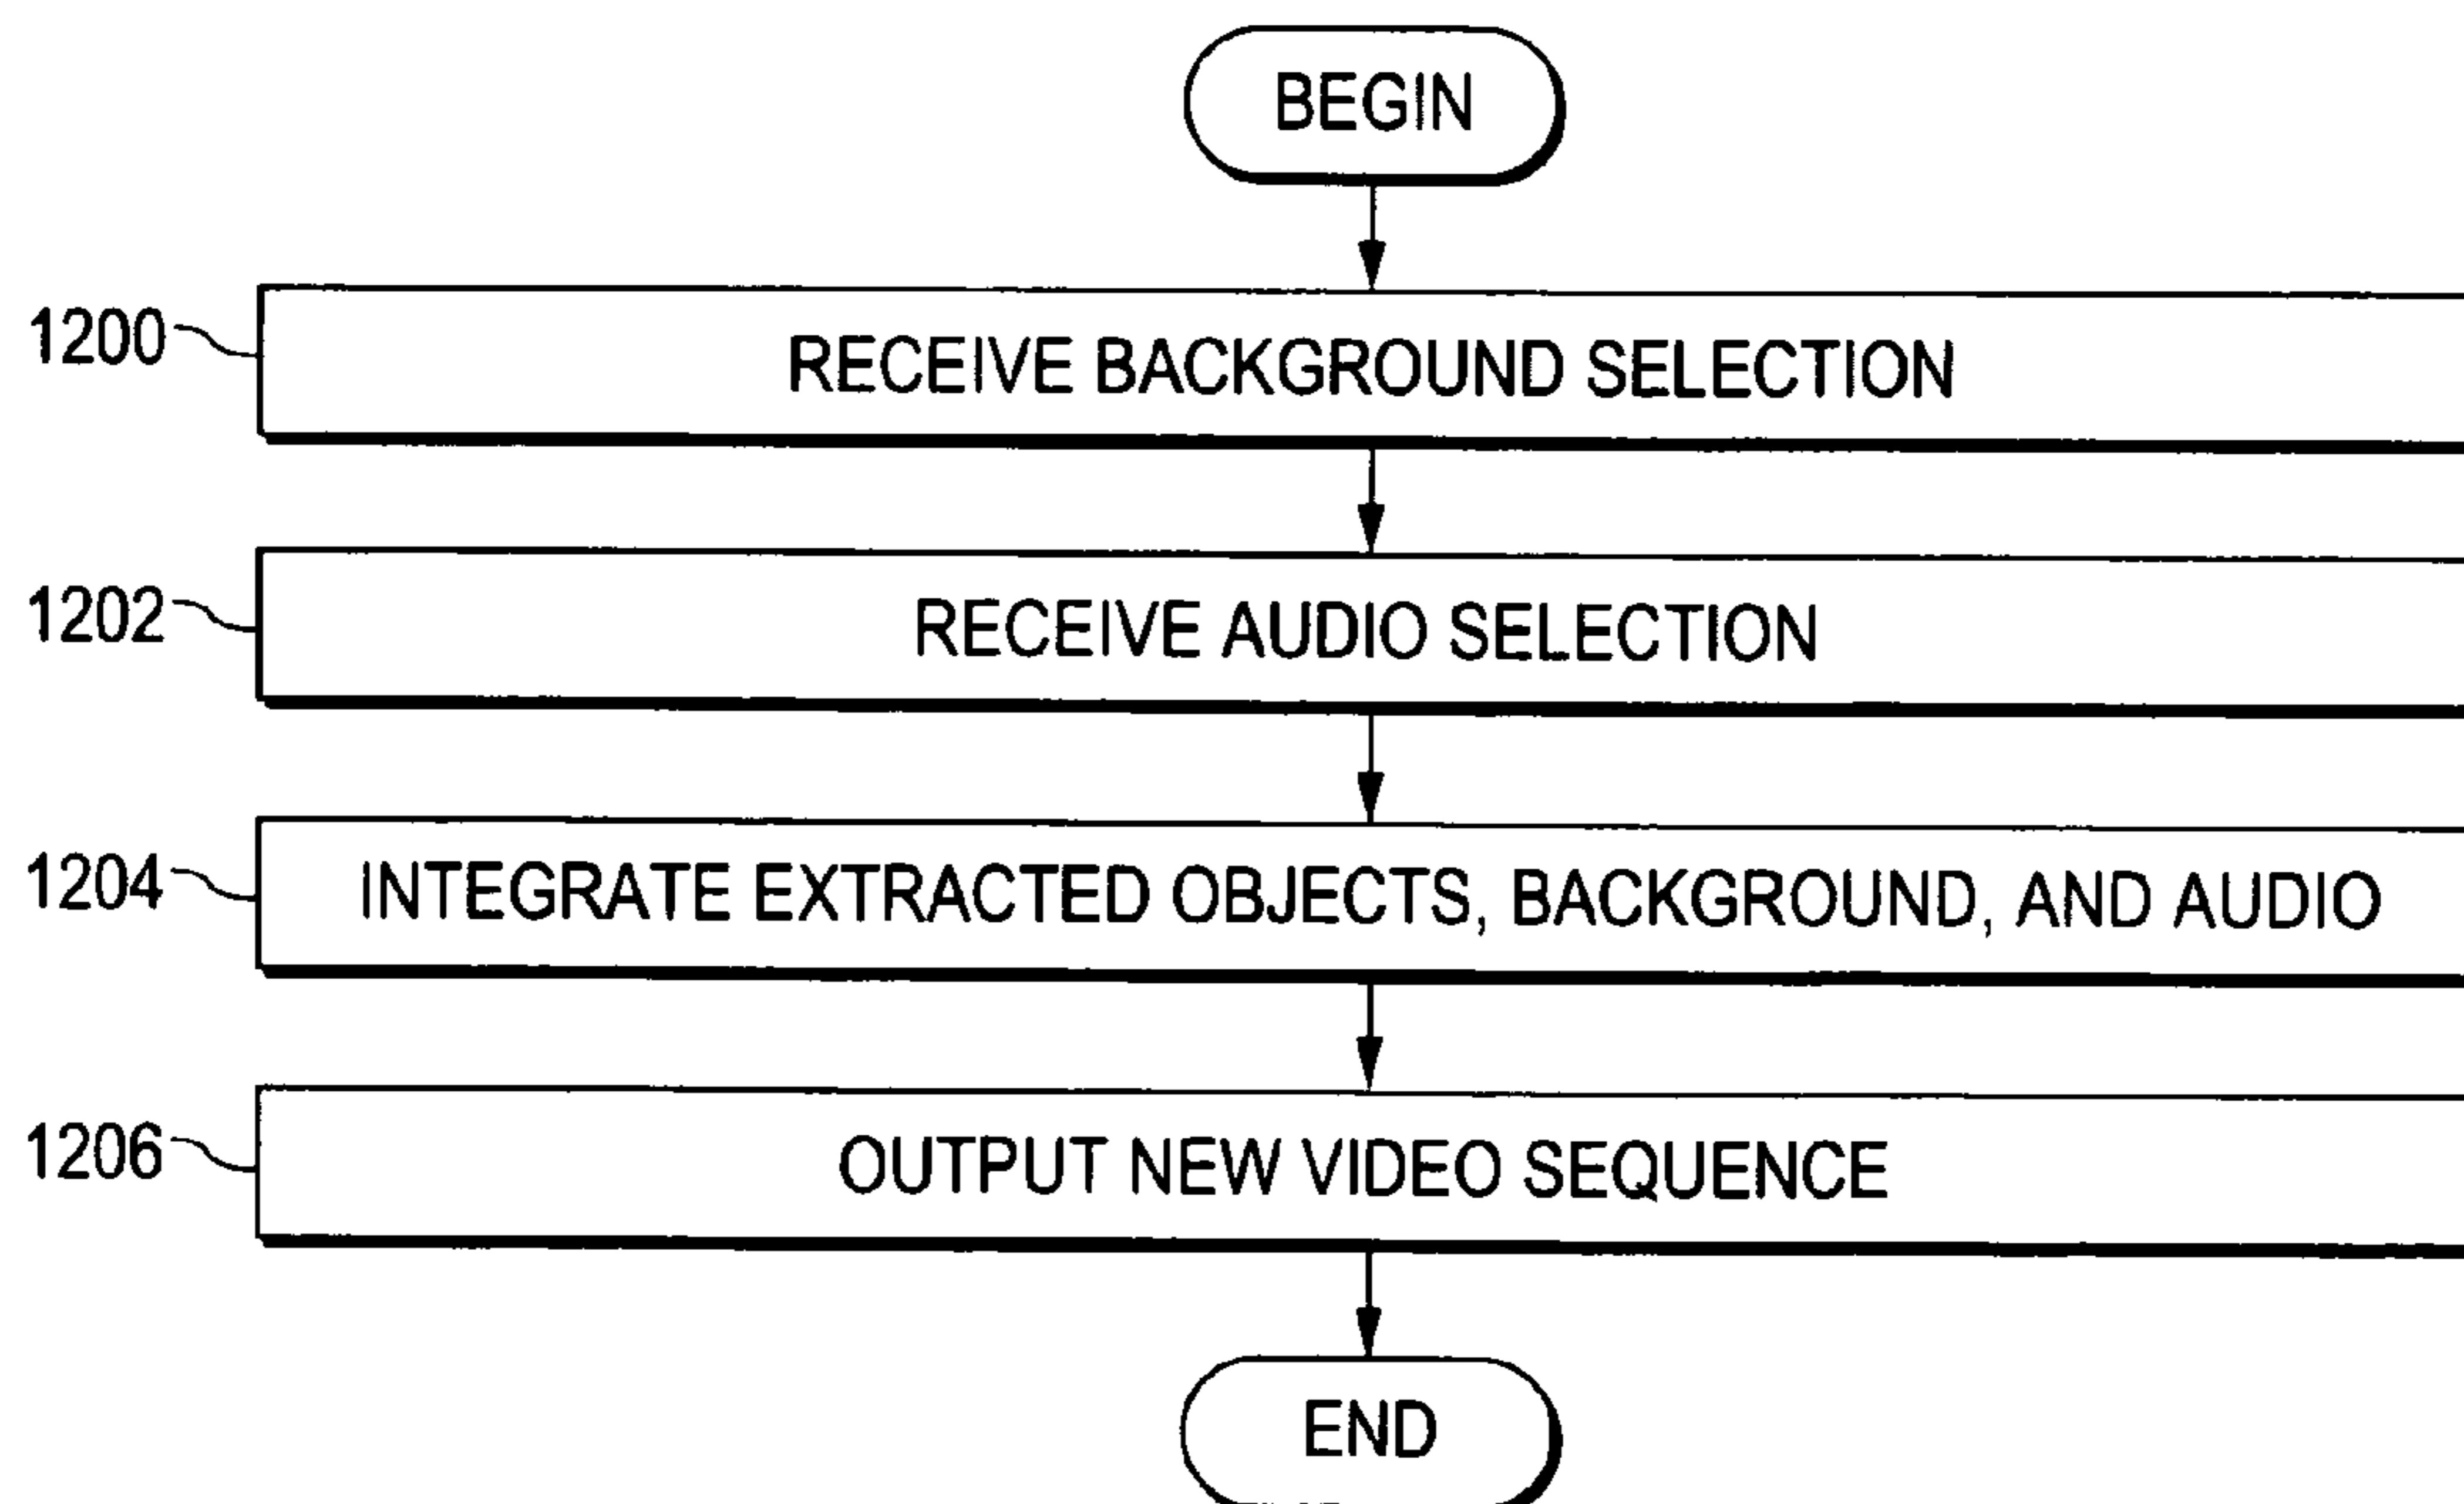 BEGIN
1200
RECEIVE BACKGROUND SELECTION
1202
RECEIVE AUDIO SELECTION
1204
INTEGRATE EXTRACTED OBJECTS, BACKGROUND, AND AUDIO
1206
OUTPUT NEW VIDEO SEQUENCE
END